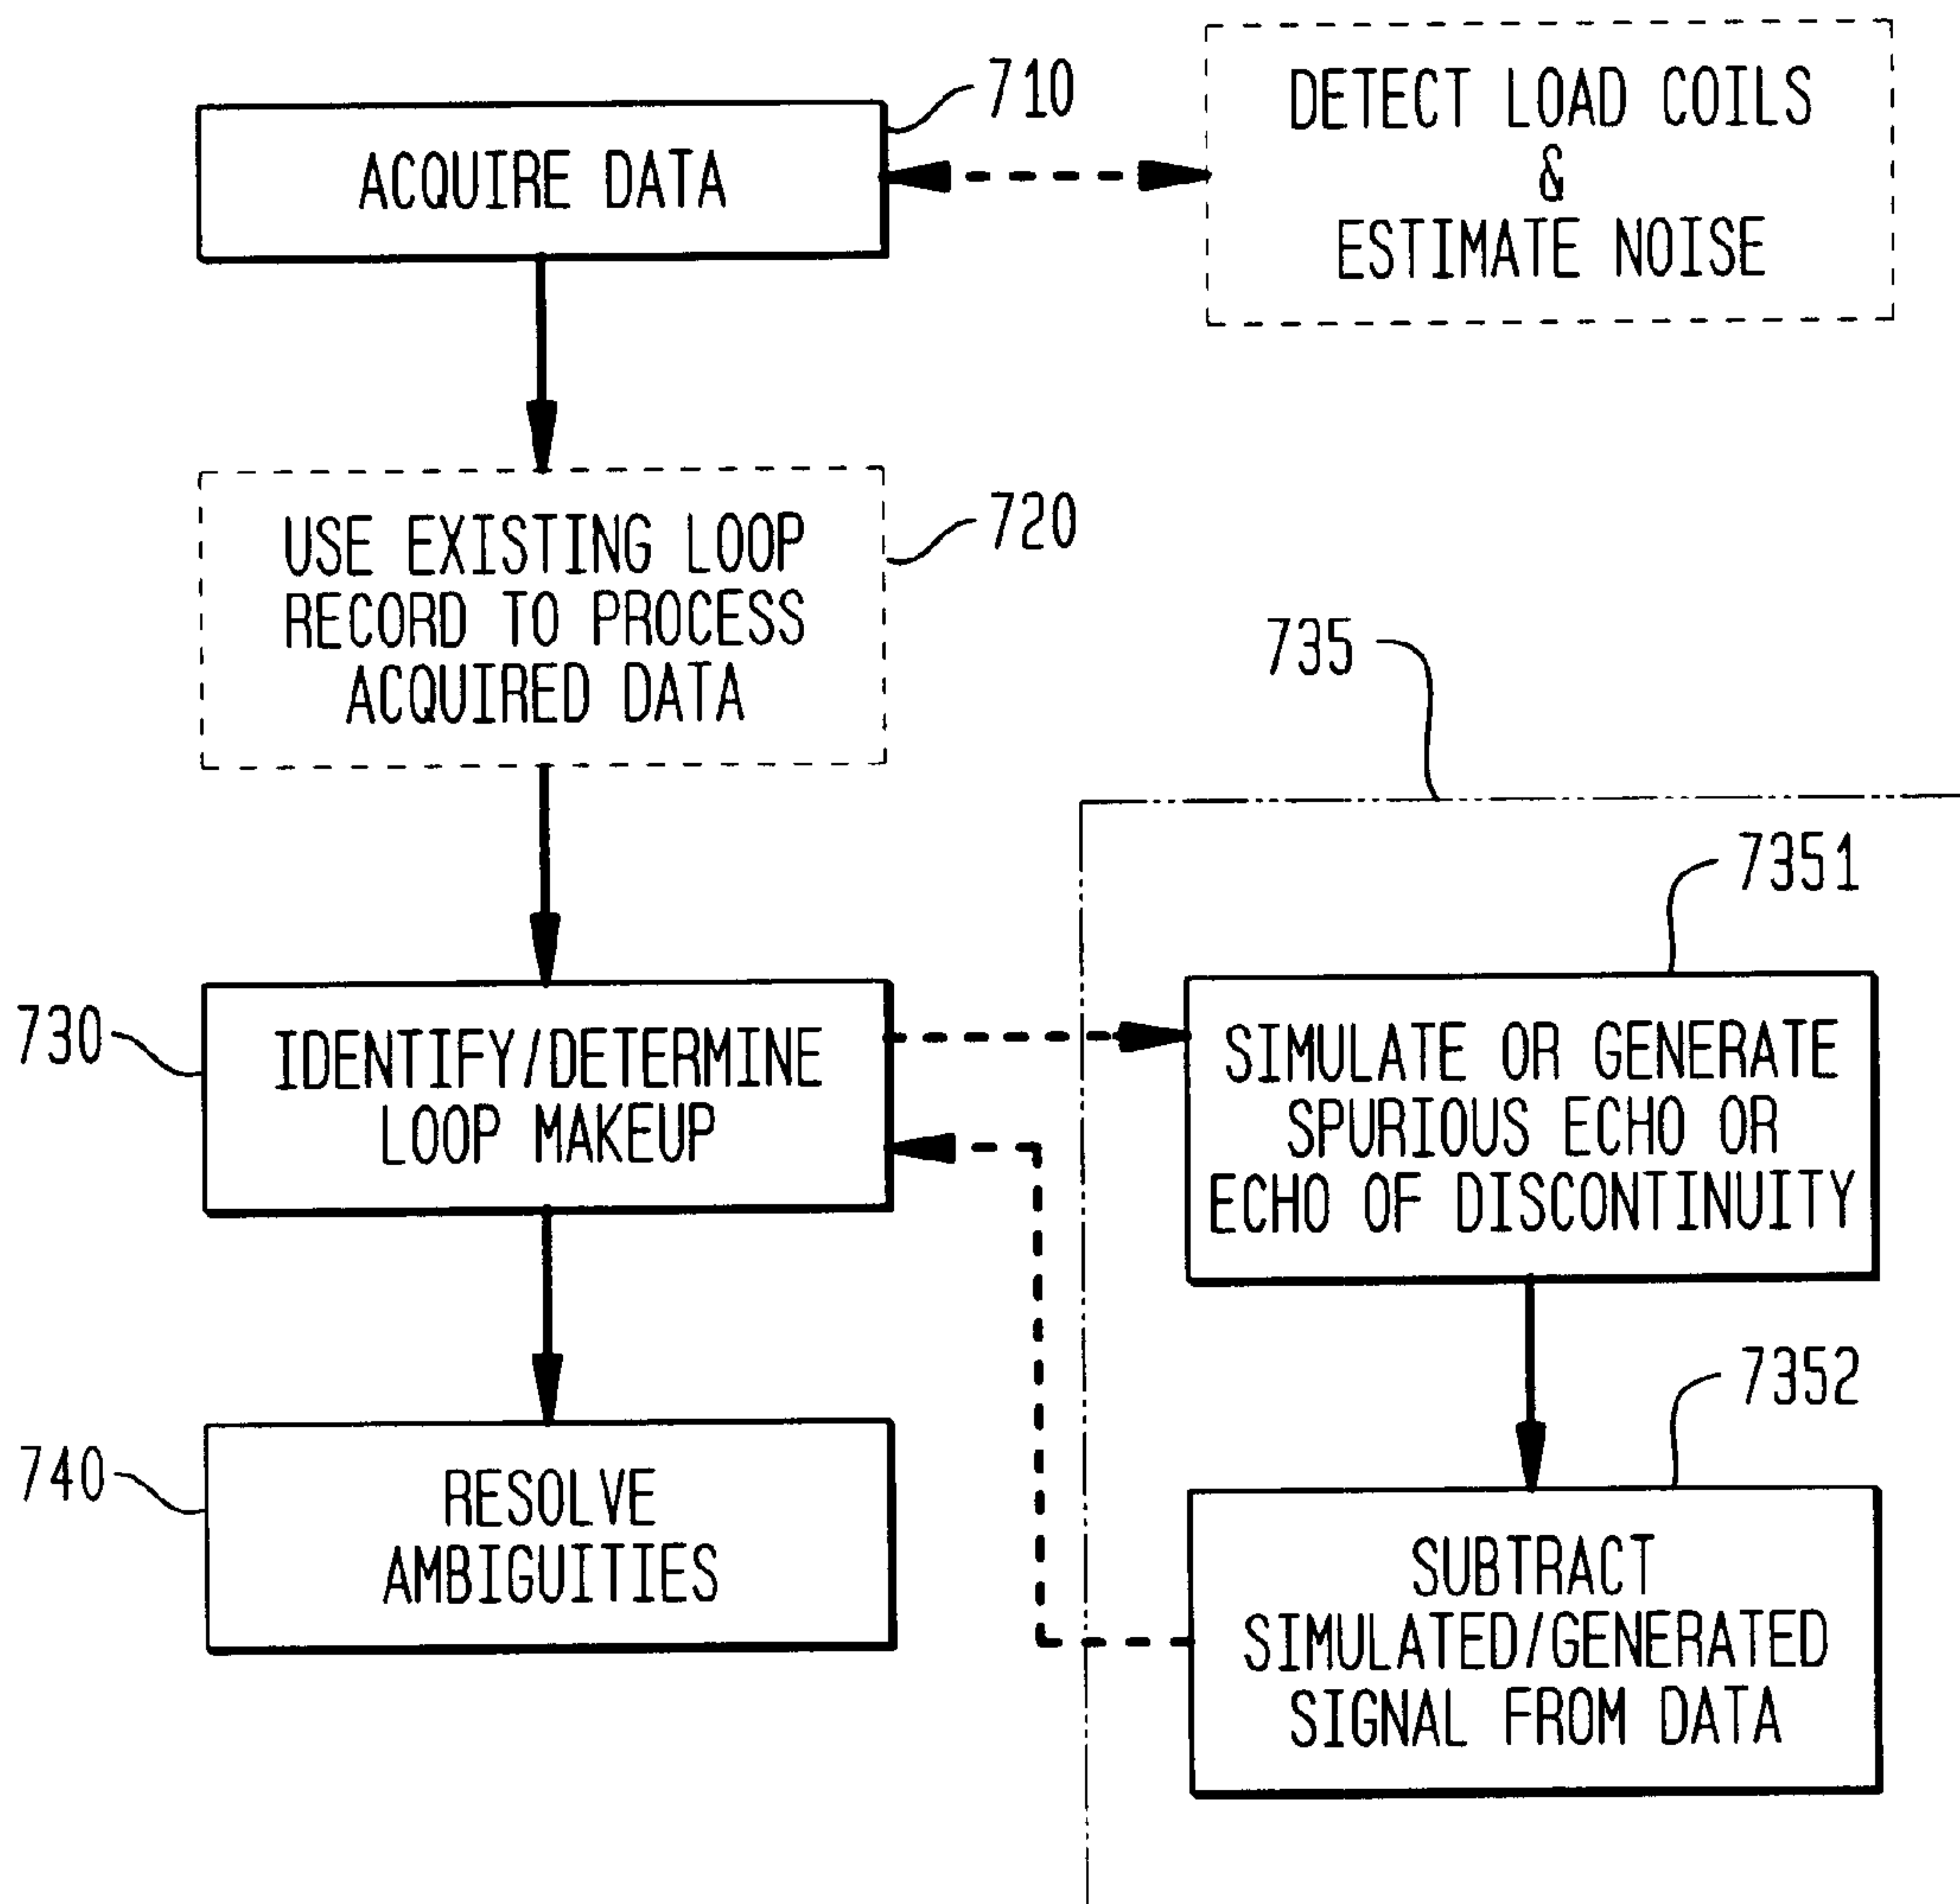 710
ACQUIRE DATA
DETECT LOAD COILS
&
ESTIMATE NOISE
USE EXISTING LOOP
RECORD TO PROCESS
ACQUIRED DATA
720
735
7351
730
IDENTIFY/DETERMINE
LOOP MAKEUP
SIMULATE OR GENERATE
SPURIOUS ECHO OR
ECHO OF DISCONTINUITY
7352
740
RESOLVE
AMBIGUITIES
SUBTRACT
SIMULATED/GENERATED
SIGNAL FROM DATA